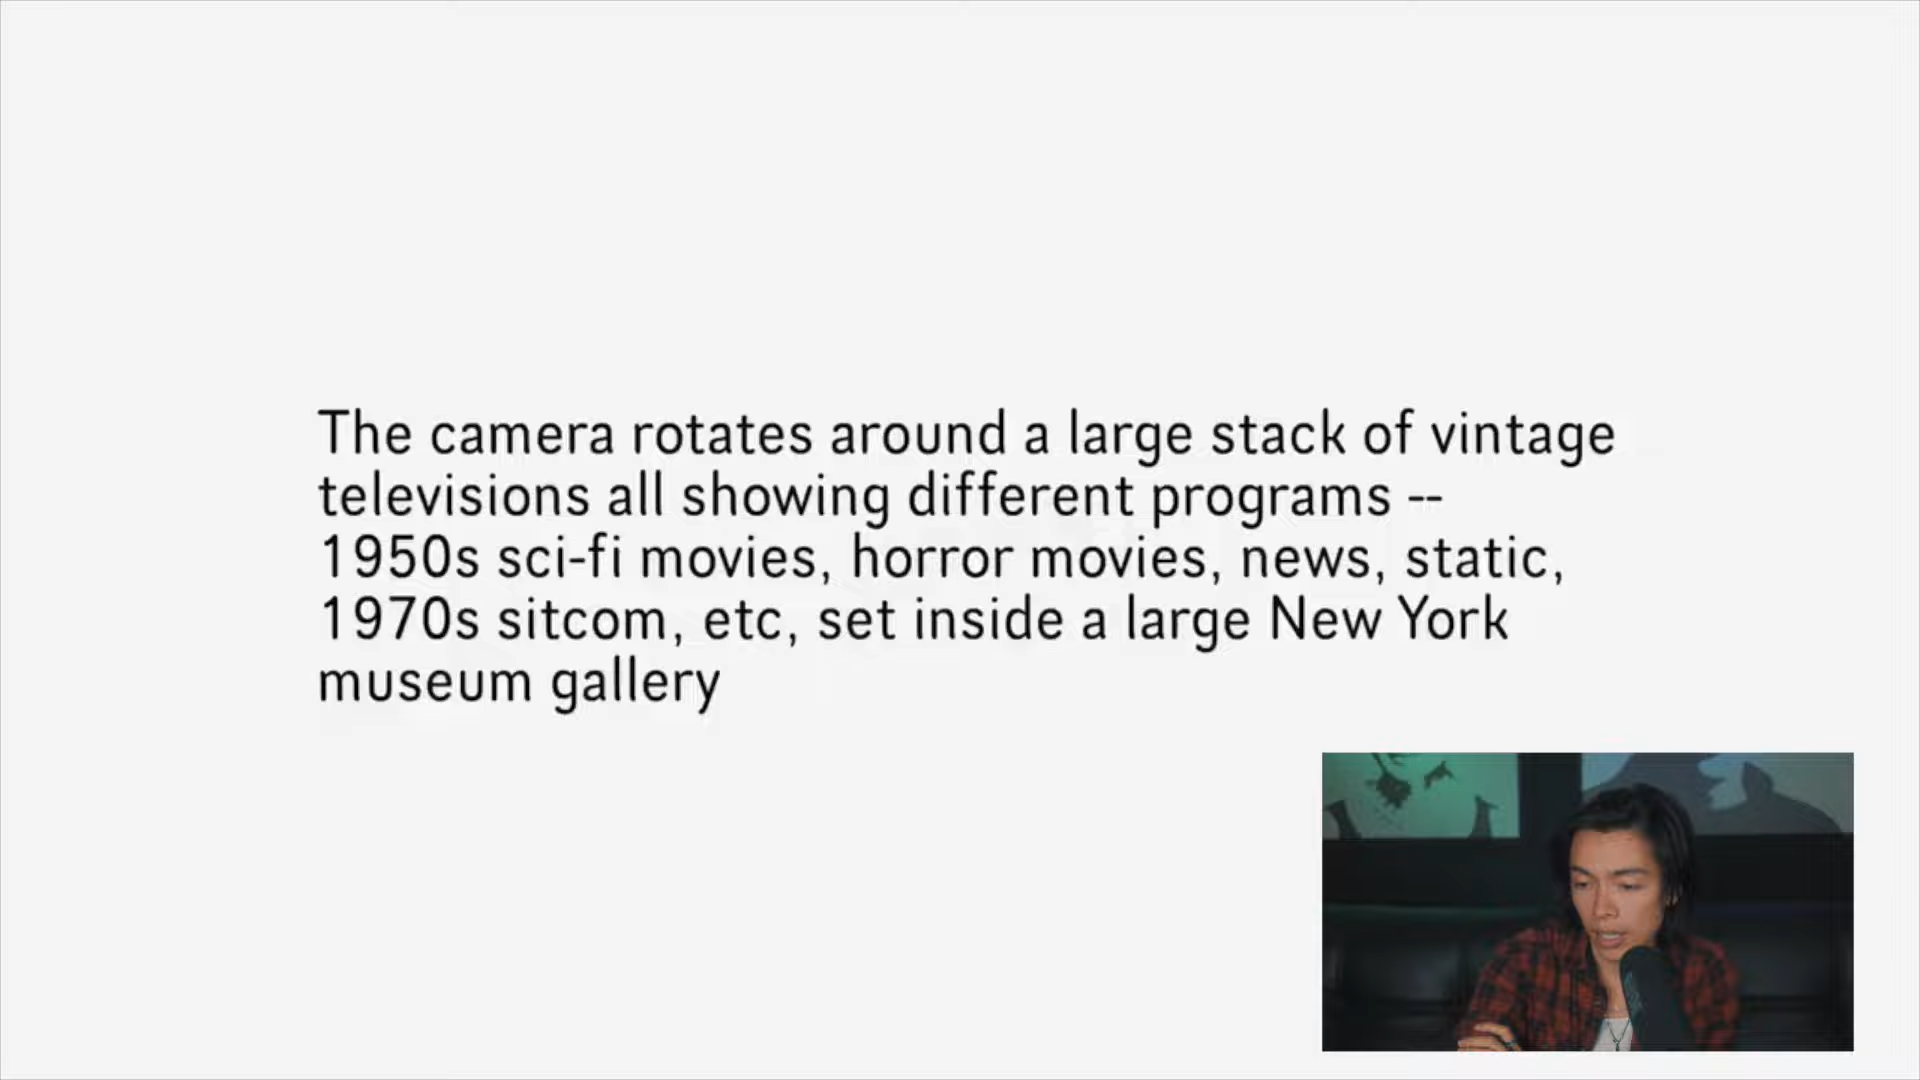 The camera rotates around a large stack of vintage
televisions all showing different programs --
1950s sci-fi movies, horror movies, news, static,
1970s sitcom, etc, set inside a large New York
museum gallery